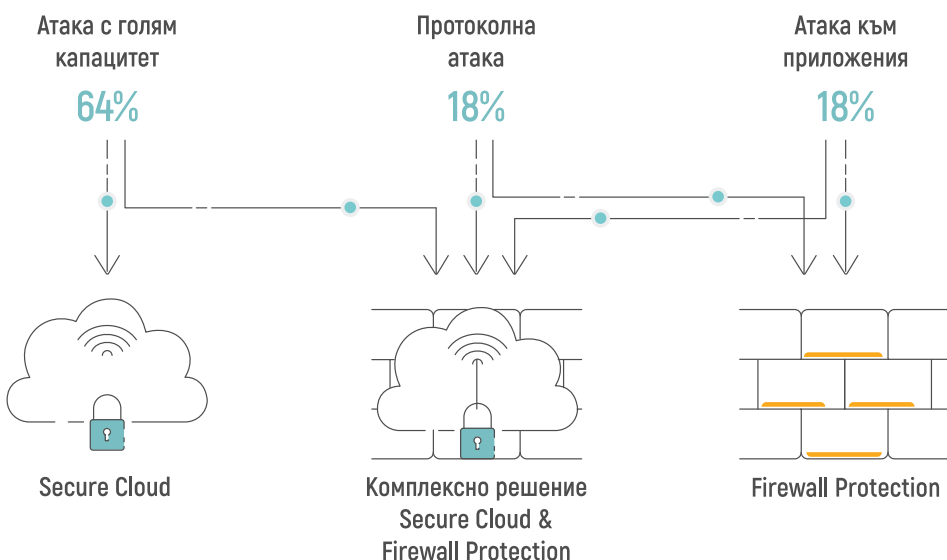 Атака с голям
капацитет
64%
Протоколна
атака
18%
Атака към
приложения
18%
Secure Cloud
Комплексно решение
Secure Cloud &
Firewall Protection
Firewall Protection